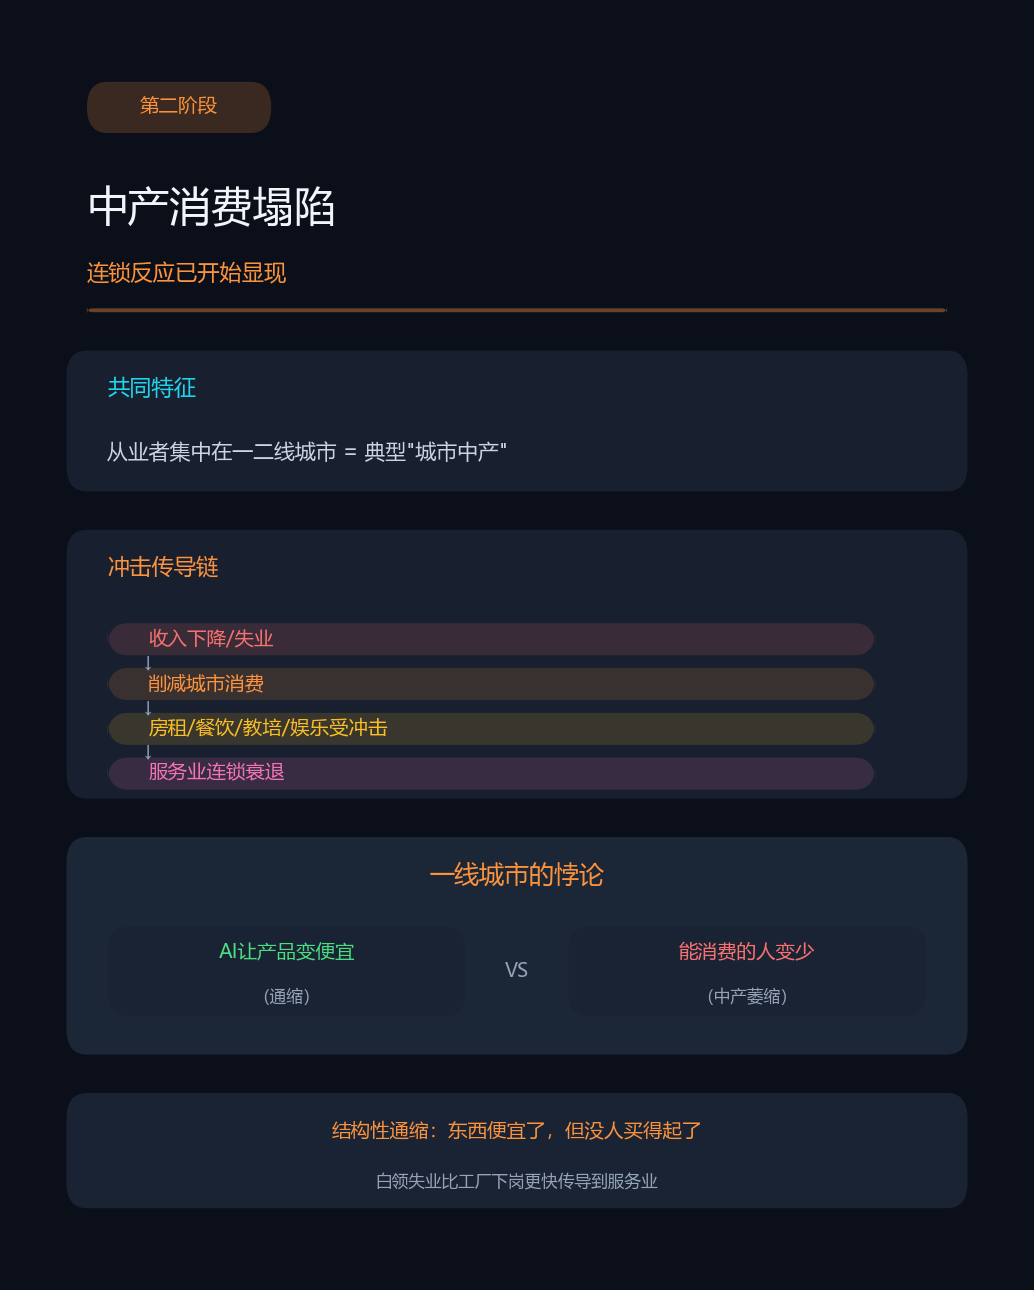 第二阶段
中产消费塌陷
连锁反应已开始显现
共同特征
从业者集中在一二线城市 = 典型"城市中产"
冲击传导链
收入下降/失业
↓
削减城市消费
↓
房租/餐饮/教培/娱乐受冲击
↓
服务业连锁衰退
一线城市的悖论
AI让产品变便宜
(通缩)
VS
能消费的人变少
(中产萎缩)
结构性通缩：东西便宜了，但没人买得起了
白领失业比工厂下岗更快传导到服务业